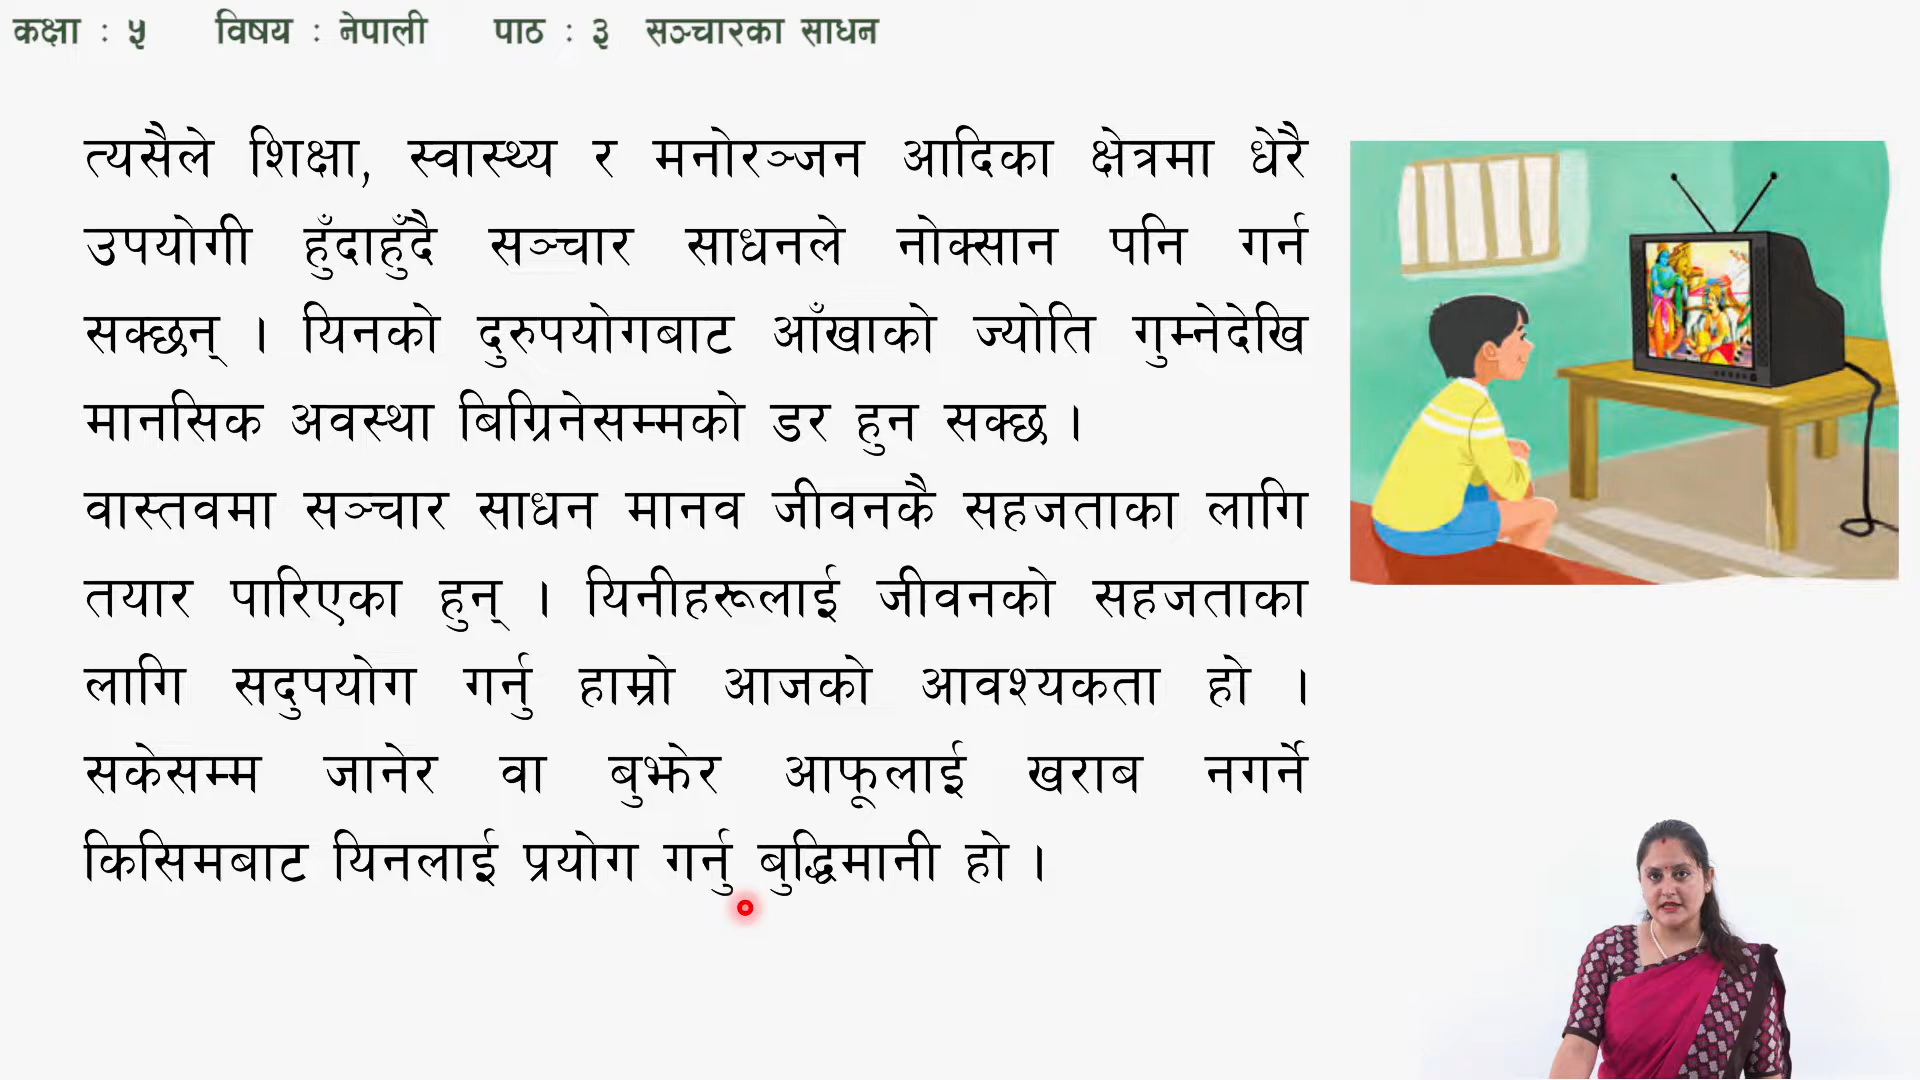 कक्षा : ५ विषय : नेपाली पाठ : ३ सञ्चारका साधन
त्यसैले शिक्षा, स्वास्थ्य र मनोरञ्जन आदिका क्षेत्रमा धेरै
उपयोगी हुँदाहुँदै सञ्चार साधनले नोक्सान पनि गर्न
सक्छन् । यिनको दुरुपयोगबाट आँखाको ज्योति गुम्नेदेखि
मानसिक अवस्था बिग्रिनेसम्मको डर हुन सक्छ ।
वास्तवमा सञ्चार साधन मानव जीवनकै सहजताका लागि
तयार पारिएका हुन् । यिनीहरूलाई जीवनको सहजताका
लागि सदुपयोग गर्नु हाम्रो आजको आवश्यकता हो ।
सकेसम्म जानेर वा बुझेर आफूलाई खराब नगर्ने
किसिमबाट यिनलाई प्रयोग गर्नु बुद्धिमानी हो ।